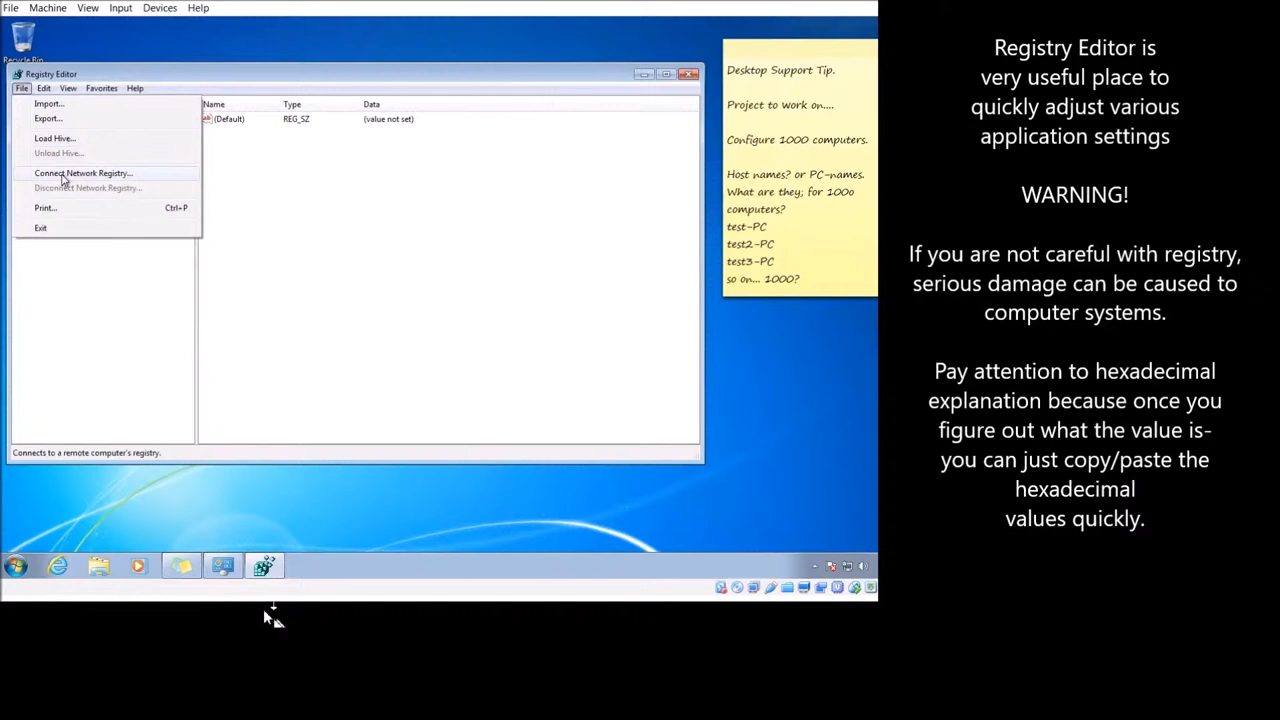 File Machine View Input Devices Help
Recycle Bin
Registry Editor
File Edit View Favorites Help
Import...
Export...
Load Hive...
Unload Hive...
Connect Network Registry...
Disconnect Network Registry...
Print... Ctrl+P
Exit
Name Type Data
ab (Default) REG_SZ (value not set)
Connects to a remote computer's registry.
Desktop Support Tip.
Project to work on....
Configure 1000 computers.
Host names? or PC-names.
What are they; for 100o
computers?
test-PC
test2-PC
test3-PC
so on... 1000?
Registry Editor is
very useful place to
quickly adjust various
application settings
WARNING!
If you are not careful with registry,
serious damage can be caused to
computer systems.
Pay attention to hexadecimal
explanation because once you
figure out what the value is-
you can just copy/paste the
hexadecimal
values quickly.